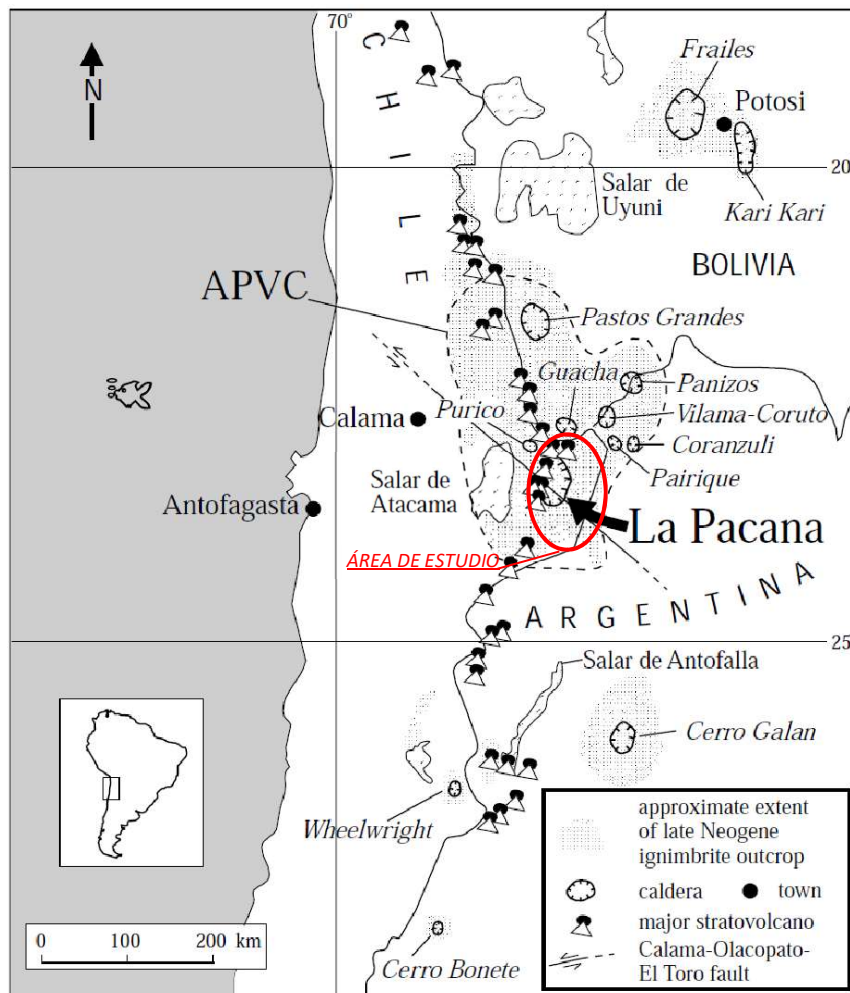 70°
N
CHILE
Frailes
Potosi
20
Salar de
Uyuni
Kari Kari
BOLIVIA
APVC
Pastos Grandes
Guacha
Panizos
Purico
Vilama-Coruto
Calama
Coranzuli
Pairique
Salar de
Atacama
Antofagasta
La Pacana
ÁREA DE ESTUDIO
ARGENTINA
25
Salar de Antofalla
Cerro Galan
Wheelwright
Cerro Bonete
approximate extent
of late Neogene
ignimbrite outcrop
caldera
town
major stratovolcano
Calama-Olacopato-
El Toro fault
0 100 200 km